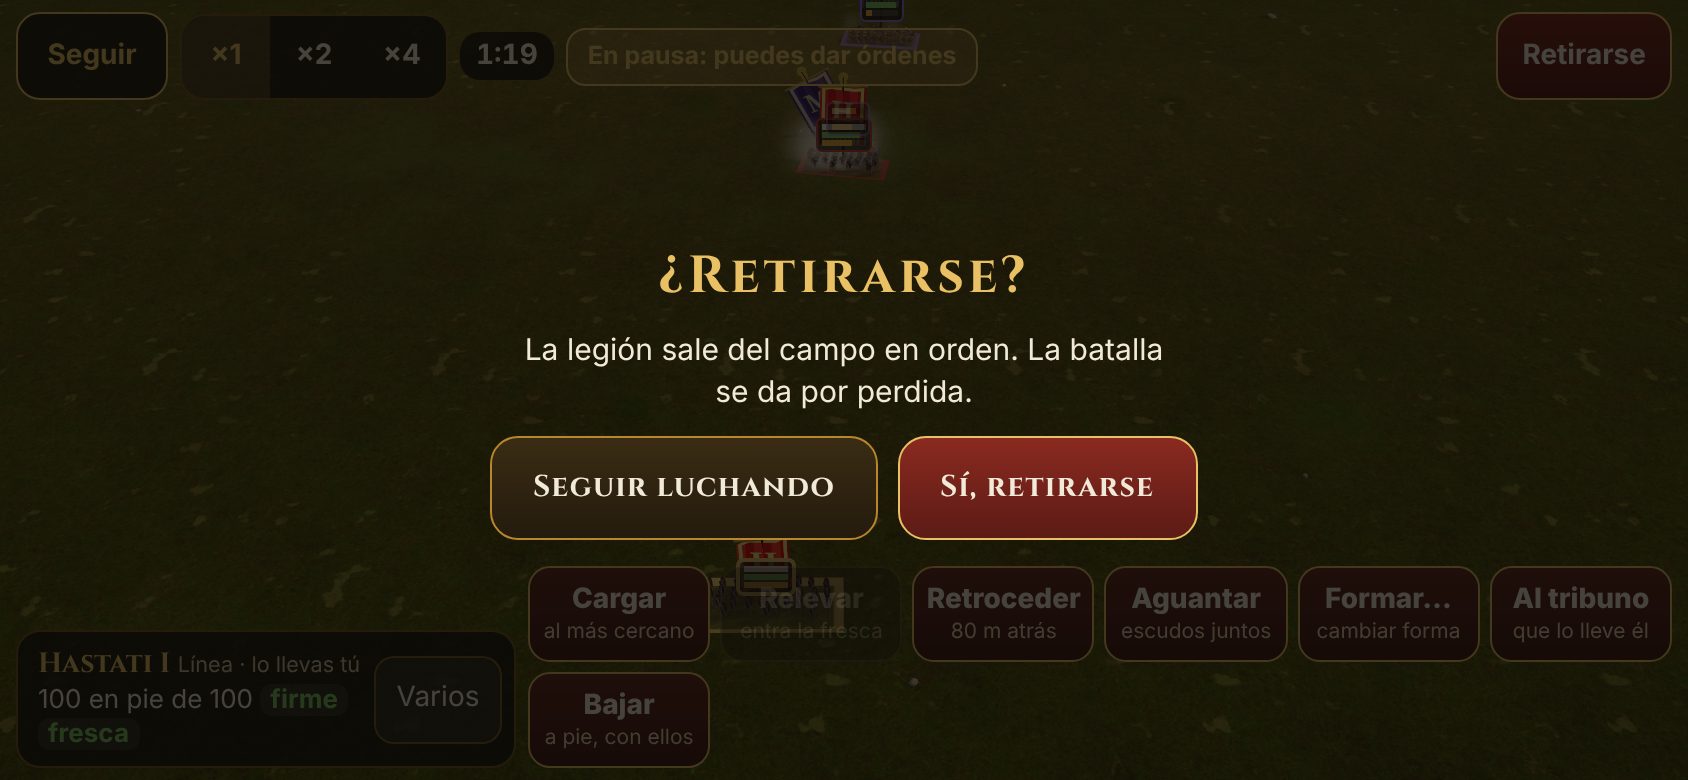 Seguir
×1 ×2 ×4
1:19
En pausa: puedes dar órdenes
Retirarse
¿Retirarse?
La legión sale del campo en orden. La batalla
se da por perdida.
Seguir luchando
Sí, retirarse
Cargar
al más cercano
Relevar
entra la fresca
Retroceder
80 m atrás
Aguantar
escudos juntos
Formar...
cambiar forma
Al tribuno
que lo lleve él
Hastati I Línea · lo llevas tú
100 en pie de 100 firme
fresca
Varios
Bajar
a pie, con ellos